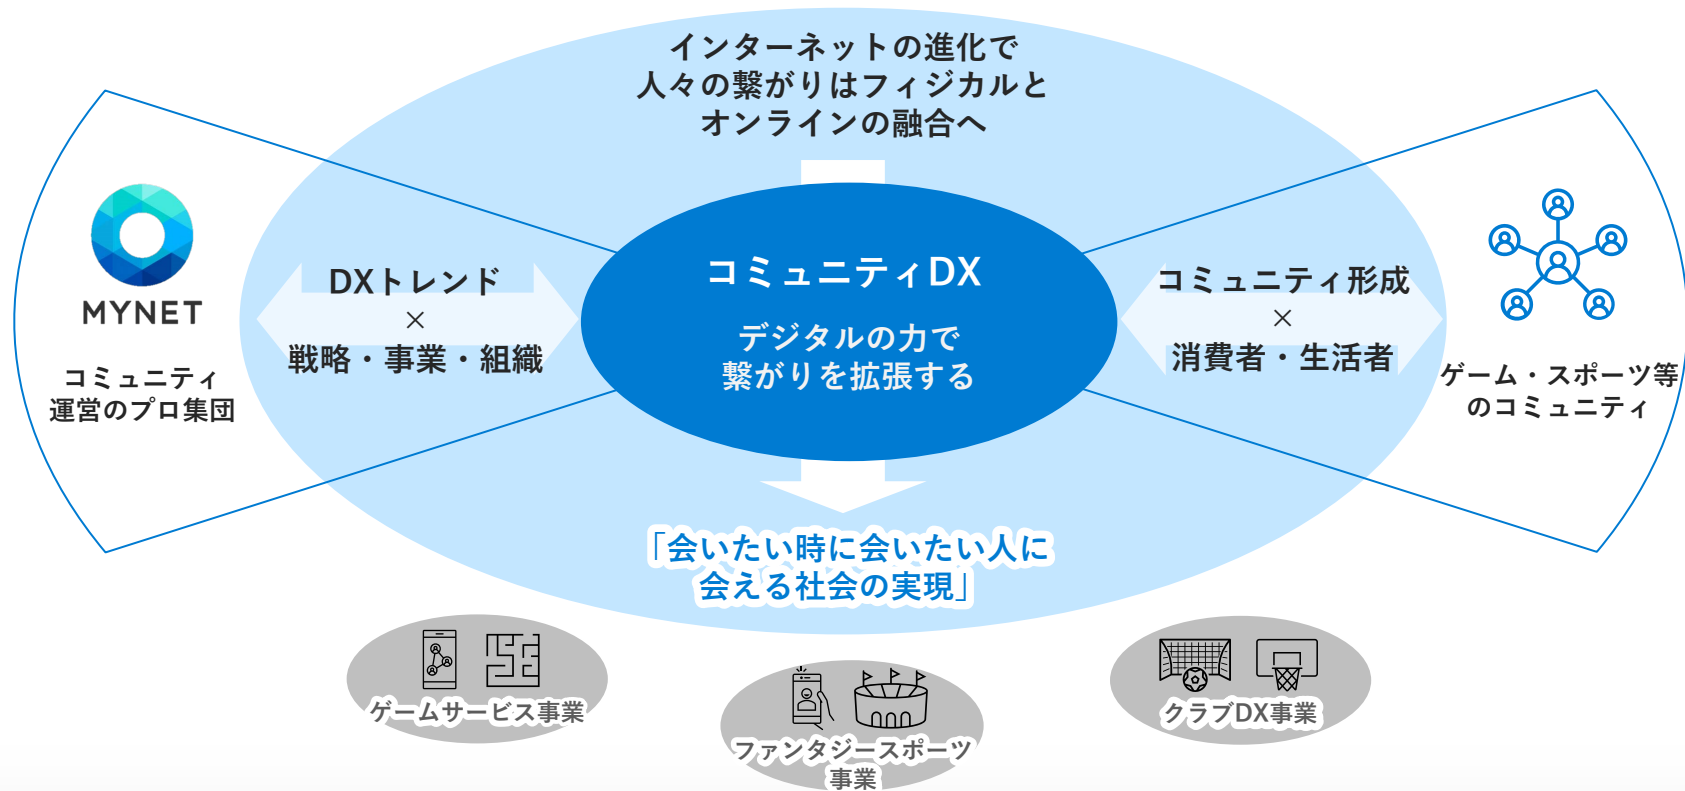 インターネットの進化で
人々の繋がりはフィジカルと
オンラインの融合へ
MYNET
コミュニティ
運営のプロ集団
DXトレンド
×
戦略・事業・組織
コミュニティDX
デジタルの力で
繋がりを拡張する
コミュニティ形成
×
消費者・生活者
ゲーム・スポーツ等
のコミュニティ
「会いたい時に会いたい人に
会える社会の実現」
ゲームサービス事業
ファンタジースポーツ
事業
クラブDX事業